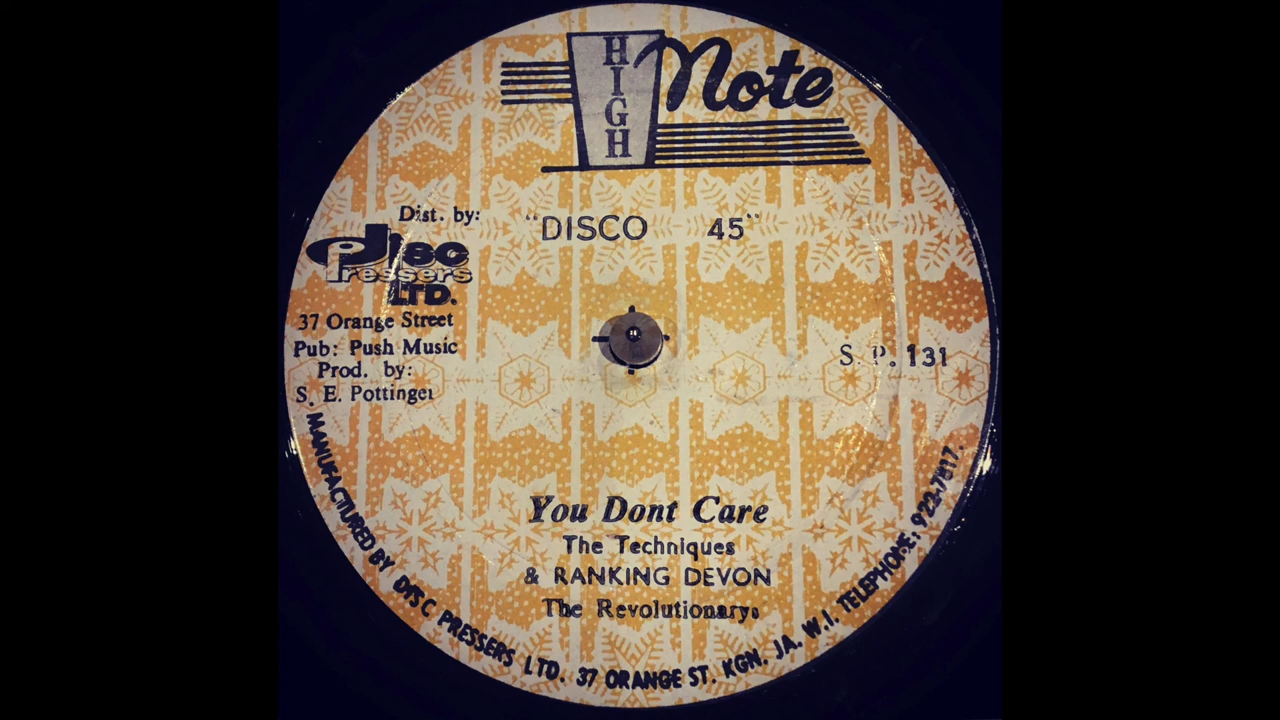 HIGH Note
Dist. by:
"DISCO 45"
Disc
Pressers
LTD.
37 Orange Street
Pub: Push Music
Prod. by:
S. E. Pottinger
S. P. 131
You Dont Care
The Techniques
& RANKING DEVON
The Revolutionarys
MANUFACTURED BY DISC PRESSERS LTD. 37 ORANGE ST. KGN. JA. W.I. TELEPHONE: 922-7817.